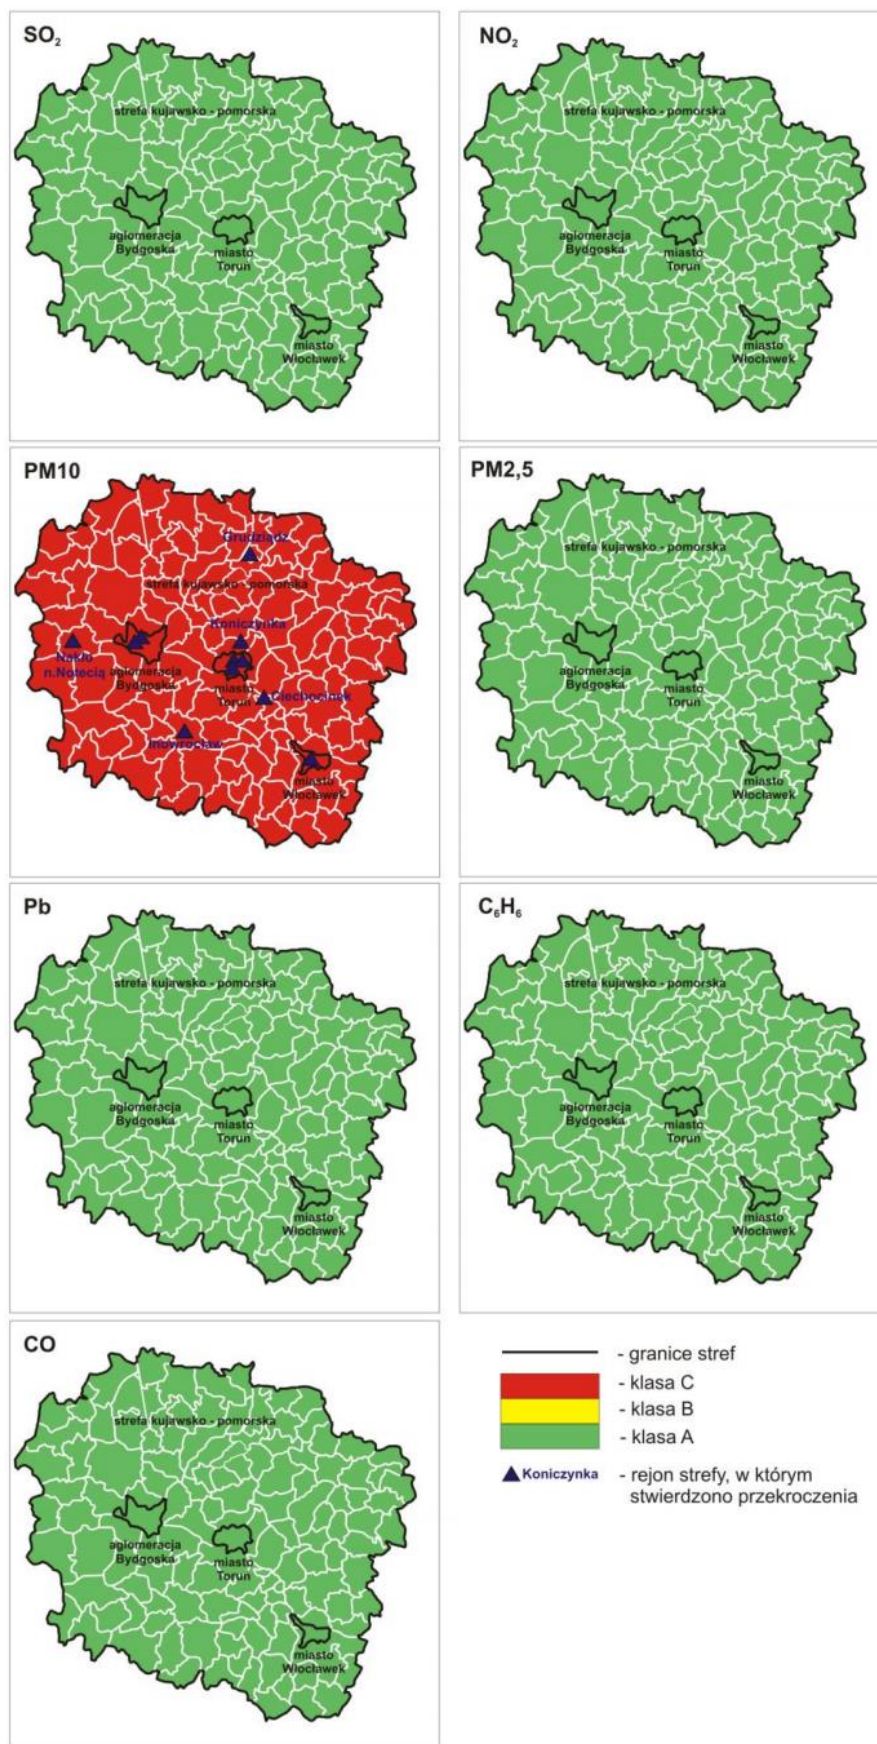 SO₂
strefa kujawsko - pomorska
aglomeracja
Bydgoska
miasto
Toruń
miasto
Włocławek
NO₂
strefa kujawsko - pomorska
aglomeracja
Bydgoska
miasto
Toruń
miasto
Włocławek
PM10
Grudziądz
strefa kujawsko - pomorska
Koniczynka
Nakło
n.Notecią
aglomeracja
Bydgoska
miasto
Toruń
Ciechocinek
Inowrocław
miasto
Włocławek
PM2,5
strefa kujawsko - pomorska
aglomeracja
Bydgoska
miasto
Toruń
miasto
Włocławek
Pb
strefa kujawsko - pomorska
aglomeracja
Bydgoska
miasto
Toruń
miasto
Włocławek
C₆H₆
strefa kujawsko - pomorska
aglomeracja
Bydgoska
miasto
Toruń
miasto
Włocławek
CO
strefa kujawsko - pomorska
aglomeracja
Bydgoska
miasto
Toruń
miasto
Włocławek
- granice stref
- klasa C
- klasa B
- klasa A
Koniczynka - rejon strefy, w którym
stwierdzono przekroczenia